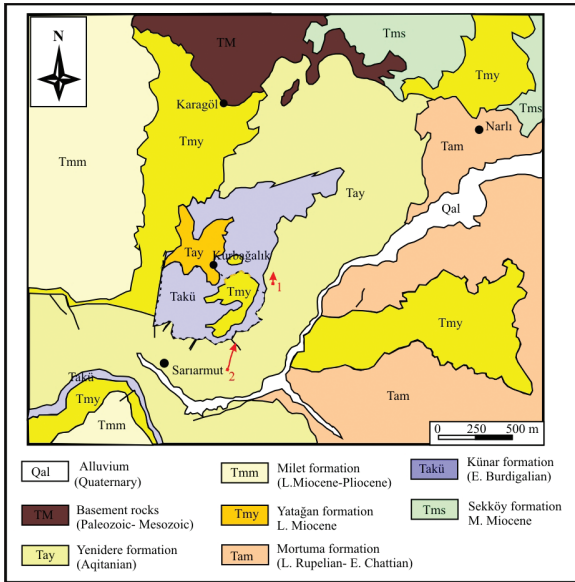 N
TM
Tms
Tmy
Karagöl
Tms
Narlı
Tmy
Tam
Tmm
Tay
Qal
Tay
Kurbağalık
1
Takü
Tmy
Tmy
Sarıarmut
2
Takü
Tmy
Tam
Tmm
0 250 500 m
Qal Alluvium
(Quaternary)
Tmm Milet formation
(L.Miocene-Pliocene)
Takü Künar formation
(E. Burdigalian)
TM Basement rocks
(Paleozoic- Mesozoic)
Tmy Yatağan formation
L. Miocene
Tms Sekköy formation
M. Miocene
Tay Yenidere formation
(Aqitanian)
Tam Mortuma formation
(L. Rupelian- E. Chattian)